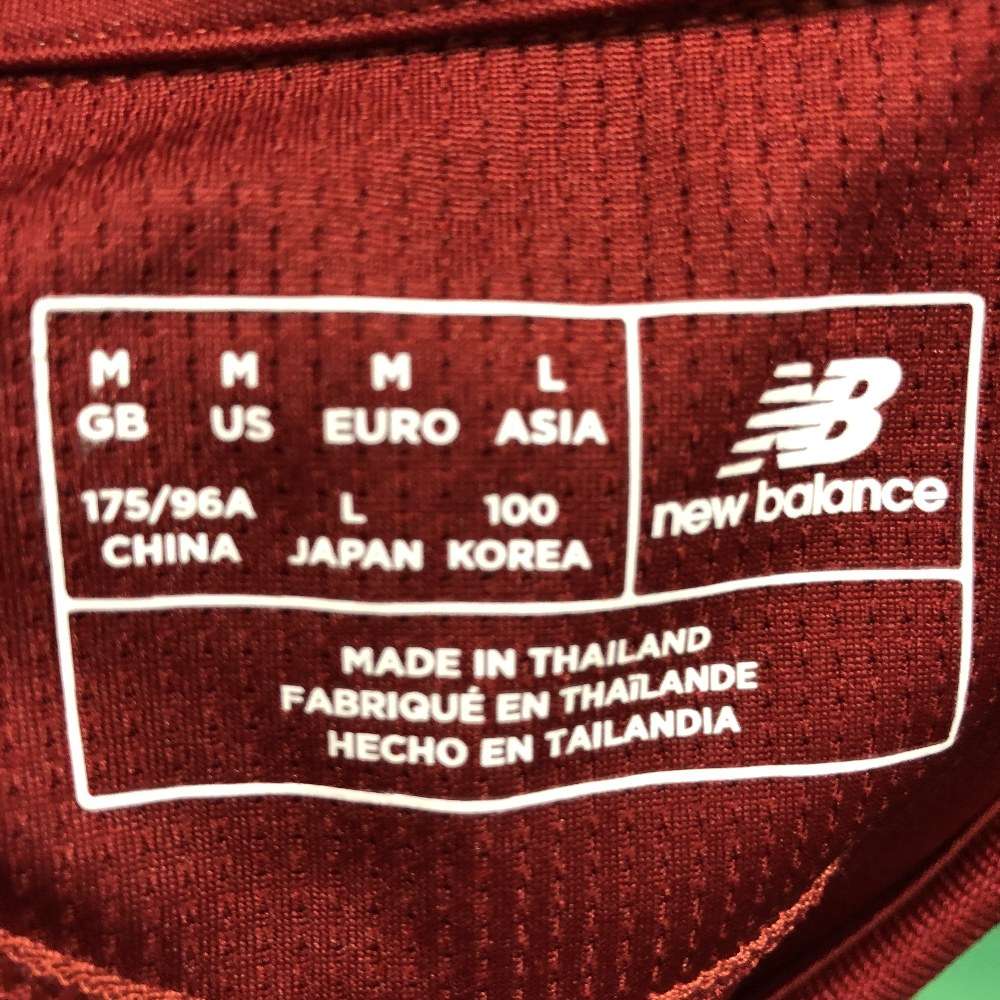 M M M L
GB US EURO ASIA
175/96A L 100
CHINA JAPAN KOREA
NB
new balance
MADE IN THAILAND
FABRIQUÉ EN THAÏLANDE
HECHO EN TAILANDIA